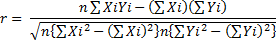 r = n∑XiYi − (∑Xi)(∑Yi) / √n{∑Xi² − (∑Xi)²}n{∑Yi² − (∑Yi)²}